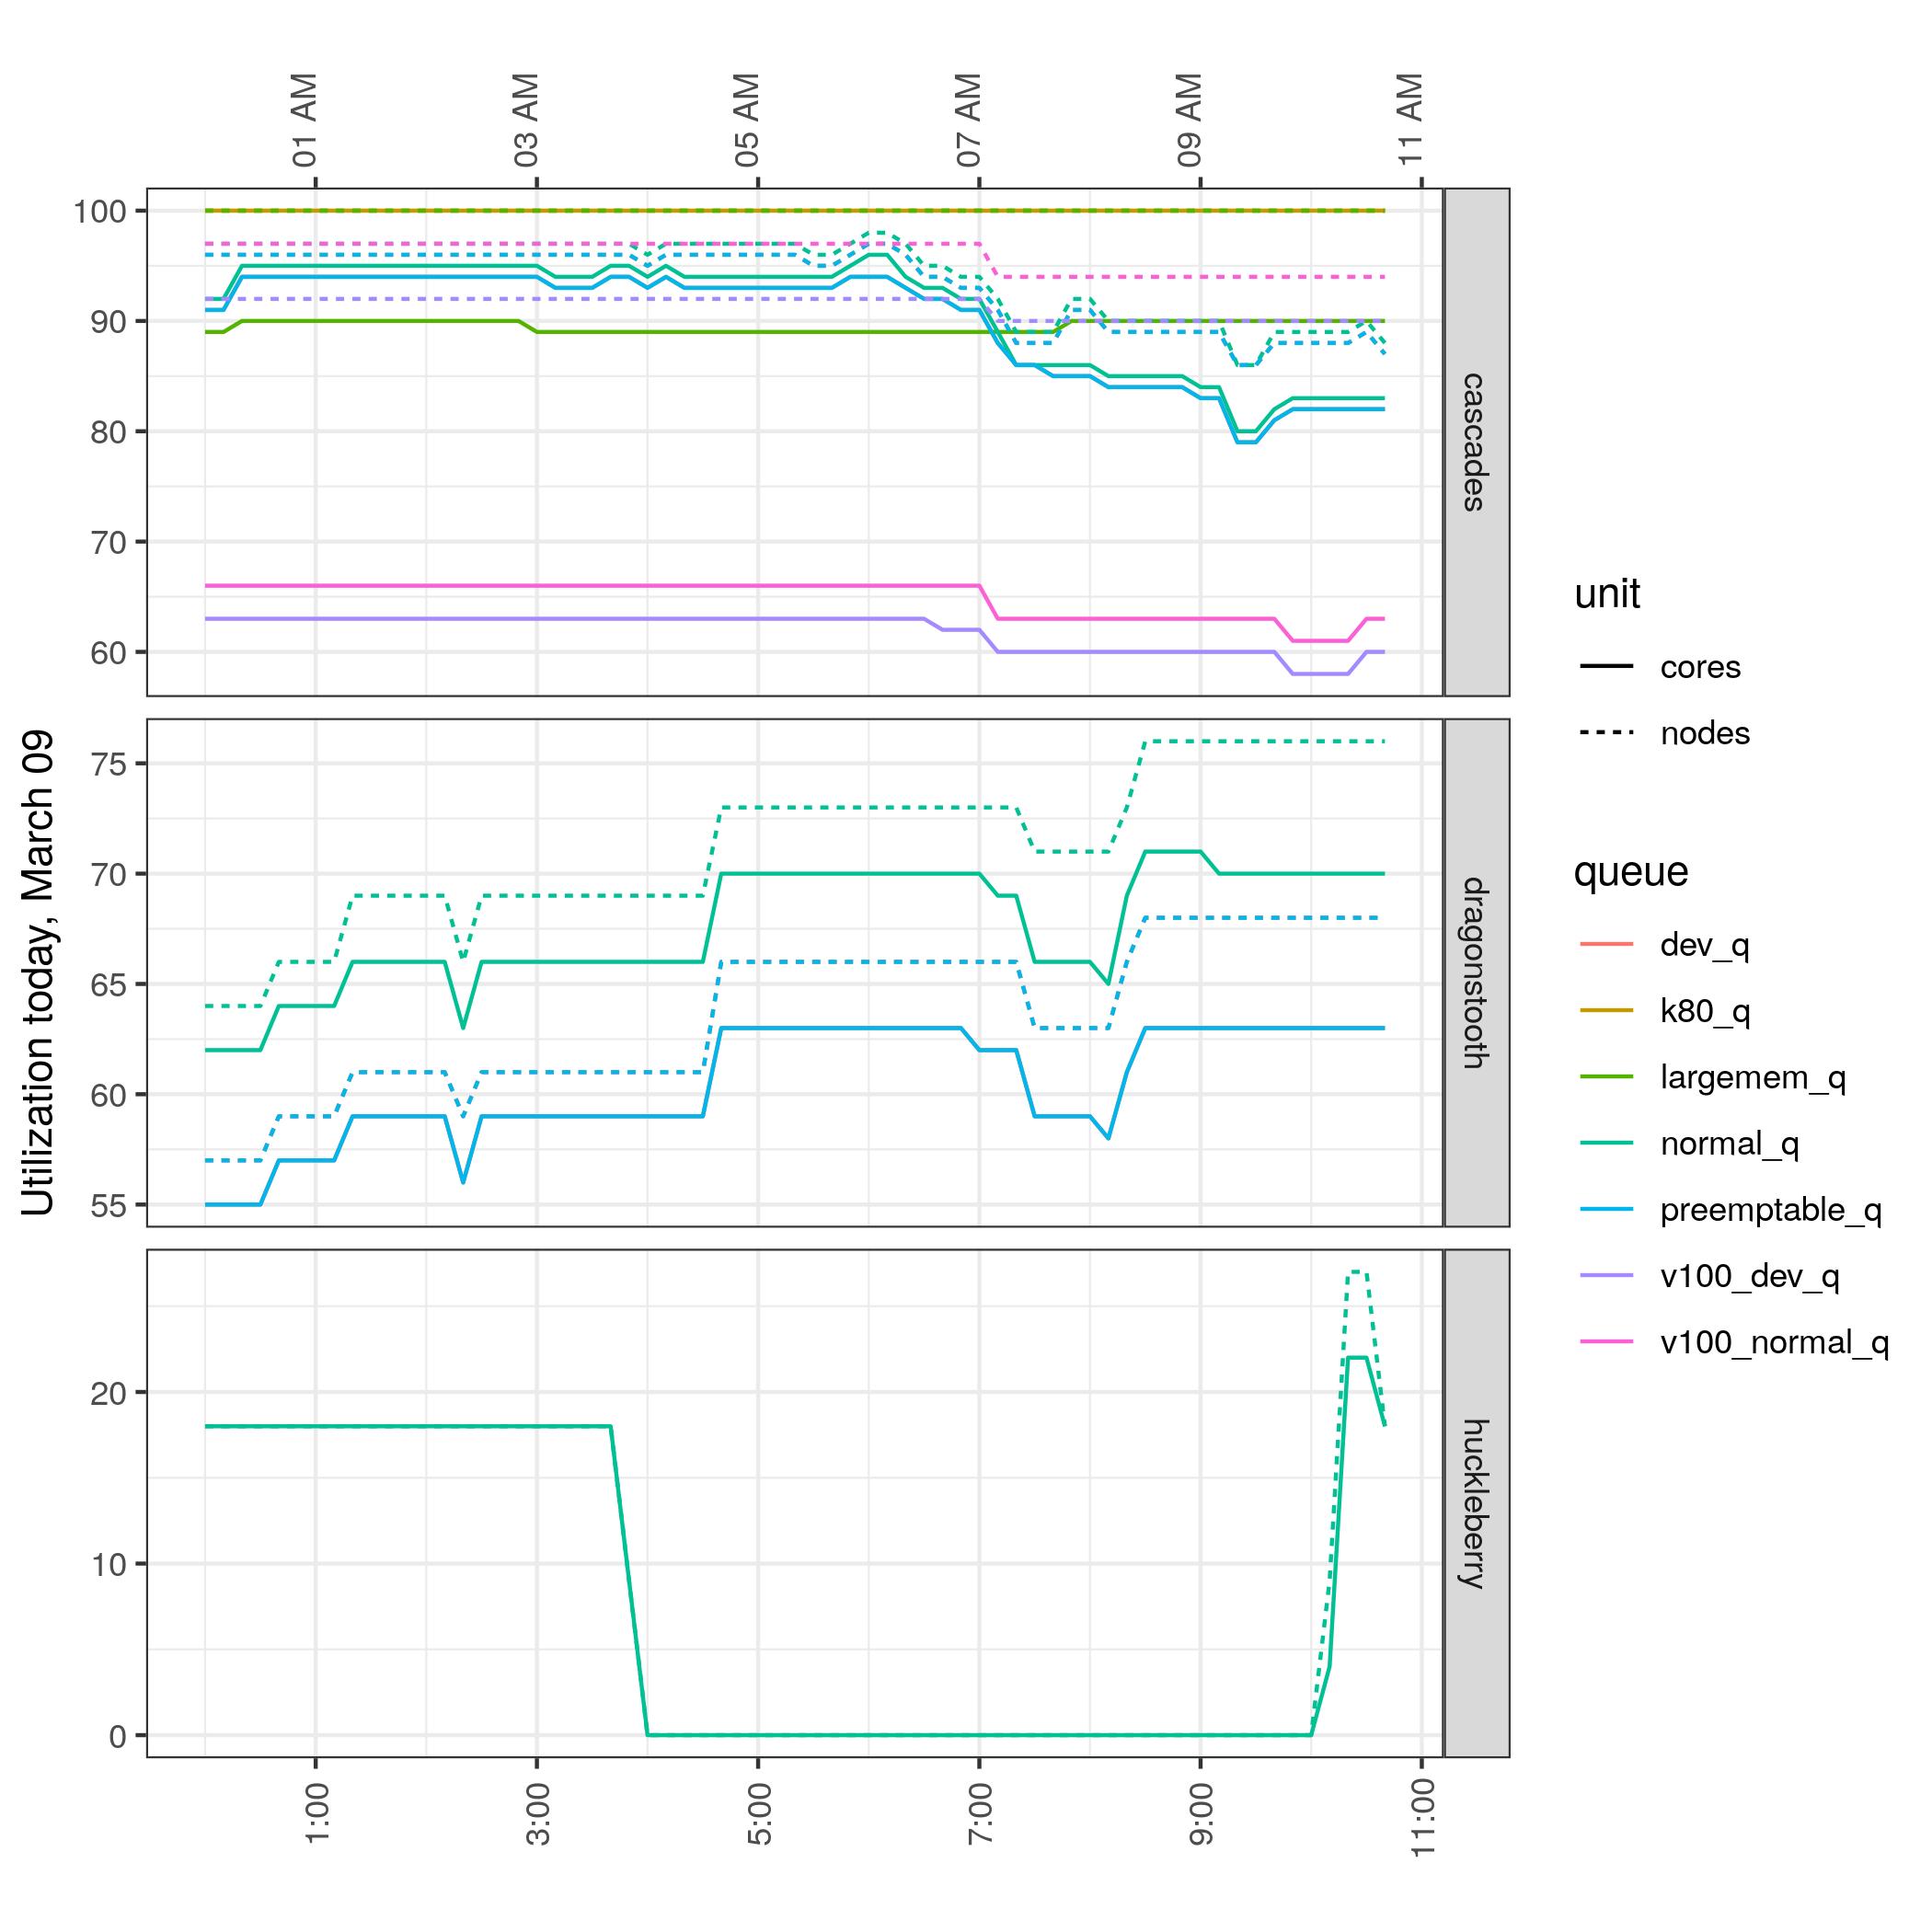 01 AM
03 AM
05 AM
07 AM
09 AM
11 AM
Utilization today, March 09
100
90
80
70
60
cascades
75
70
65
60
55
dragonstooth
20
10
0
huckleberry
1:00
3:00
5:00
7:00
9:00
11:00
unit
cores
nodes
queue
dev_q
k80_q
largemem_q
normal_q
preemptable_q
v100_dev_q
v100_normal_q